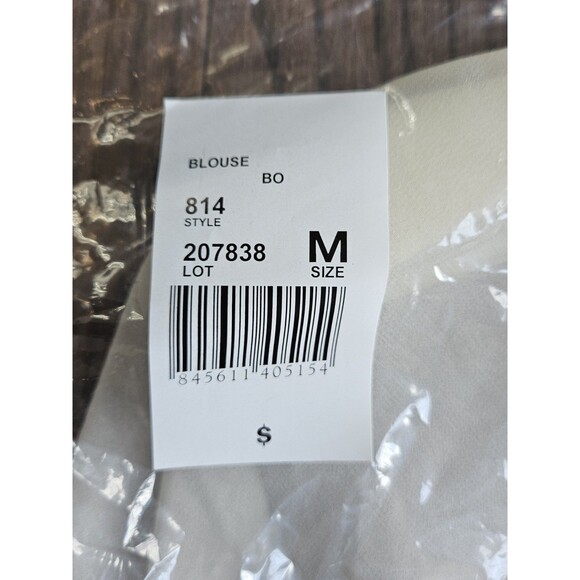 BLOUSE
BO
814
STYLE
207838 M
LOT SIZE
845611 405154
$